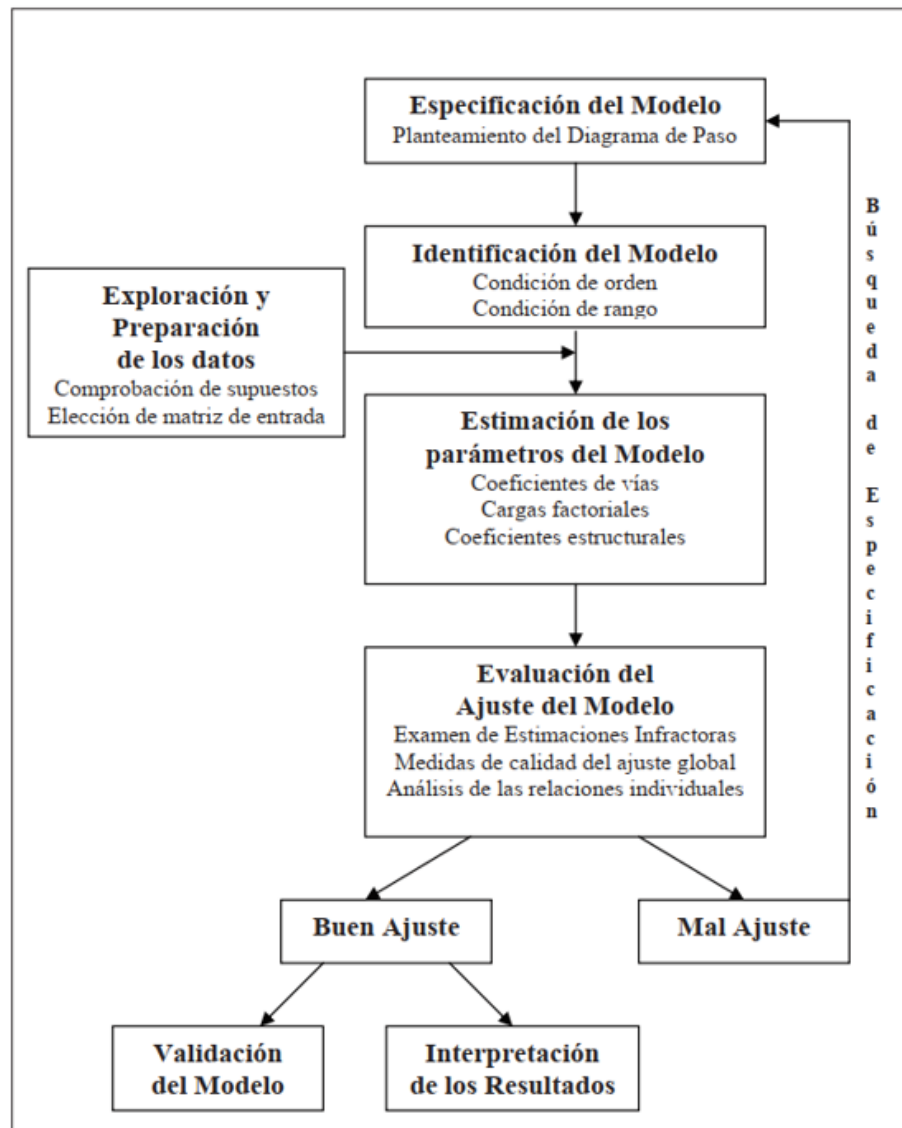 Especificación del Modelo
Planteamiento del Diagrama de Paso
Identificación del Modelo
Condición de orden
Condición de rango
Exploración y
Preparación
de los datos
Comprobación de supuestos
Elección de matriz de entrada
Estimación de los
parámetros del Modelo
Coeficientes de vías
Cargas factoriales
Coeficientes estructurales
Evaluación del
Ajuste del Modelo
Examen de Estimaciones Infractoras
Medidas de calidad del ajuste global
Análisis de las relaciones individuales
Buen Ajuste
Mal Ajuste
Validación
del Modelo
Interpretación
de los Resultados
Búsqueda de Especificación